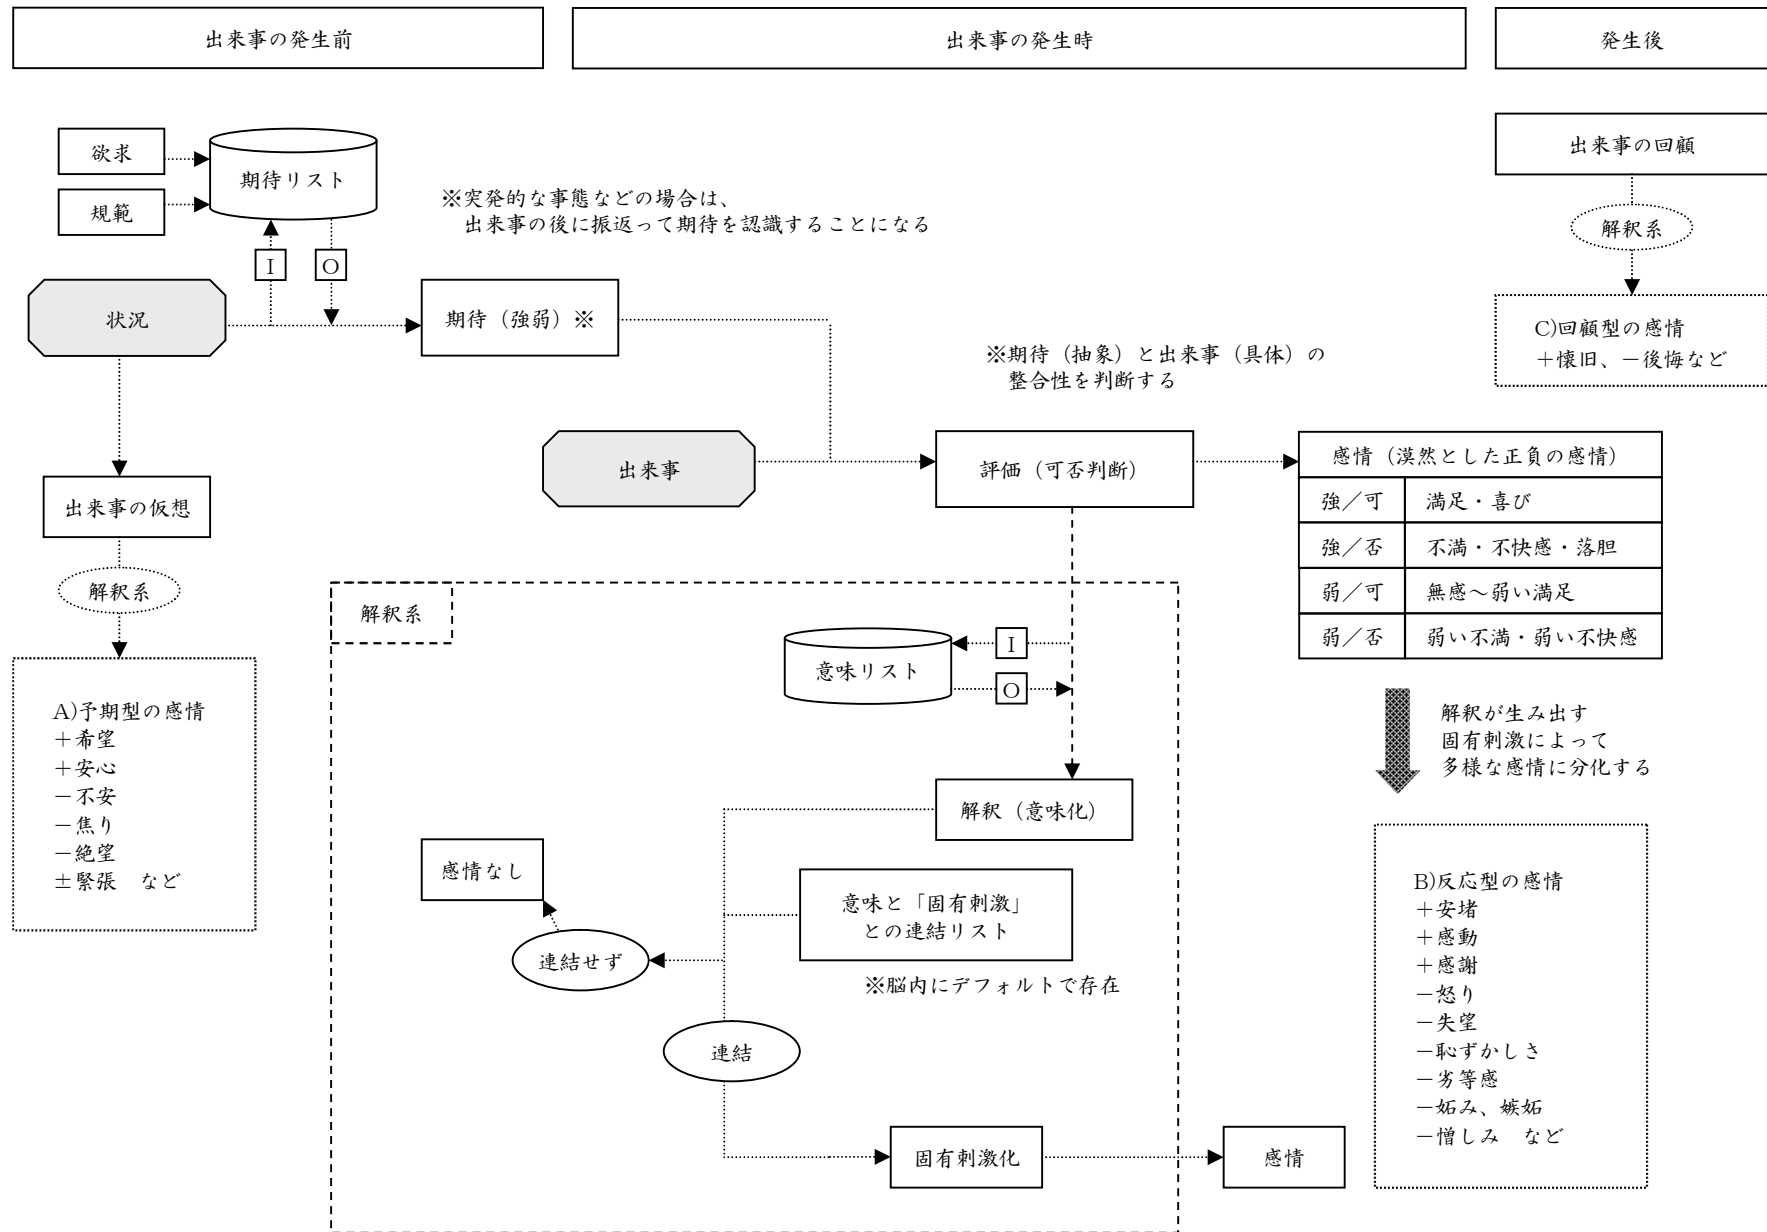 出来事の発生前
出来事の発生時
発生後
欲求
規範
期待リスト
I
O
※突発的な事態などの場合は、
出来事の後に振返って期待を認識することになる
状況
期待（強弱）※
出来事の回顧
解釈系
C)回顧型の感情
＋懐旧、－後悔など
※期待（抽象）と出来事（具体）の
整合性を判断する
出来事
評価（可否判断）
感情（漠然とした正負の感情）
強／可 満足・喜び
強／否 不満・不快感・落胆
弱／可 無感～弱い満足
弱／否 弱い不満・弱い不快感
出来事の仮想
解釈系
A)予期型の感情
＋希望
＋安心
－不安
－焦り
－絶望
±緊張　など
解釈系
意味リスト
I
O
解釈（意味化）
感情なし
連結せず
意味と「固有刺激」
との連結リスト
※脳内にデフォルトで存在
連結
固有刺激化
感情
解釈が生み出す
固有刺激によって
多様な感情に分化する
B)反応型の感情
＋安堵
＋感動
＋感謝
－怒り
－失望
－恥ずかしさ
－劣等感
－妬み、嫉妬
－憎しみ　など